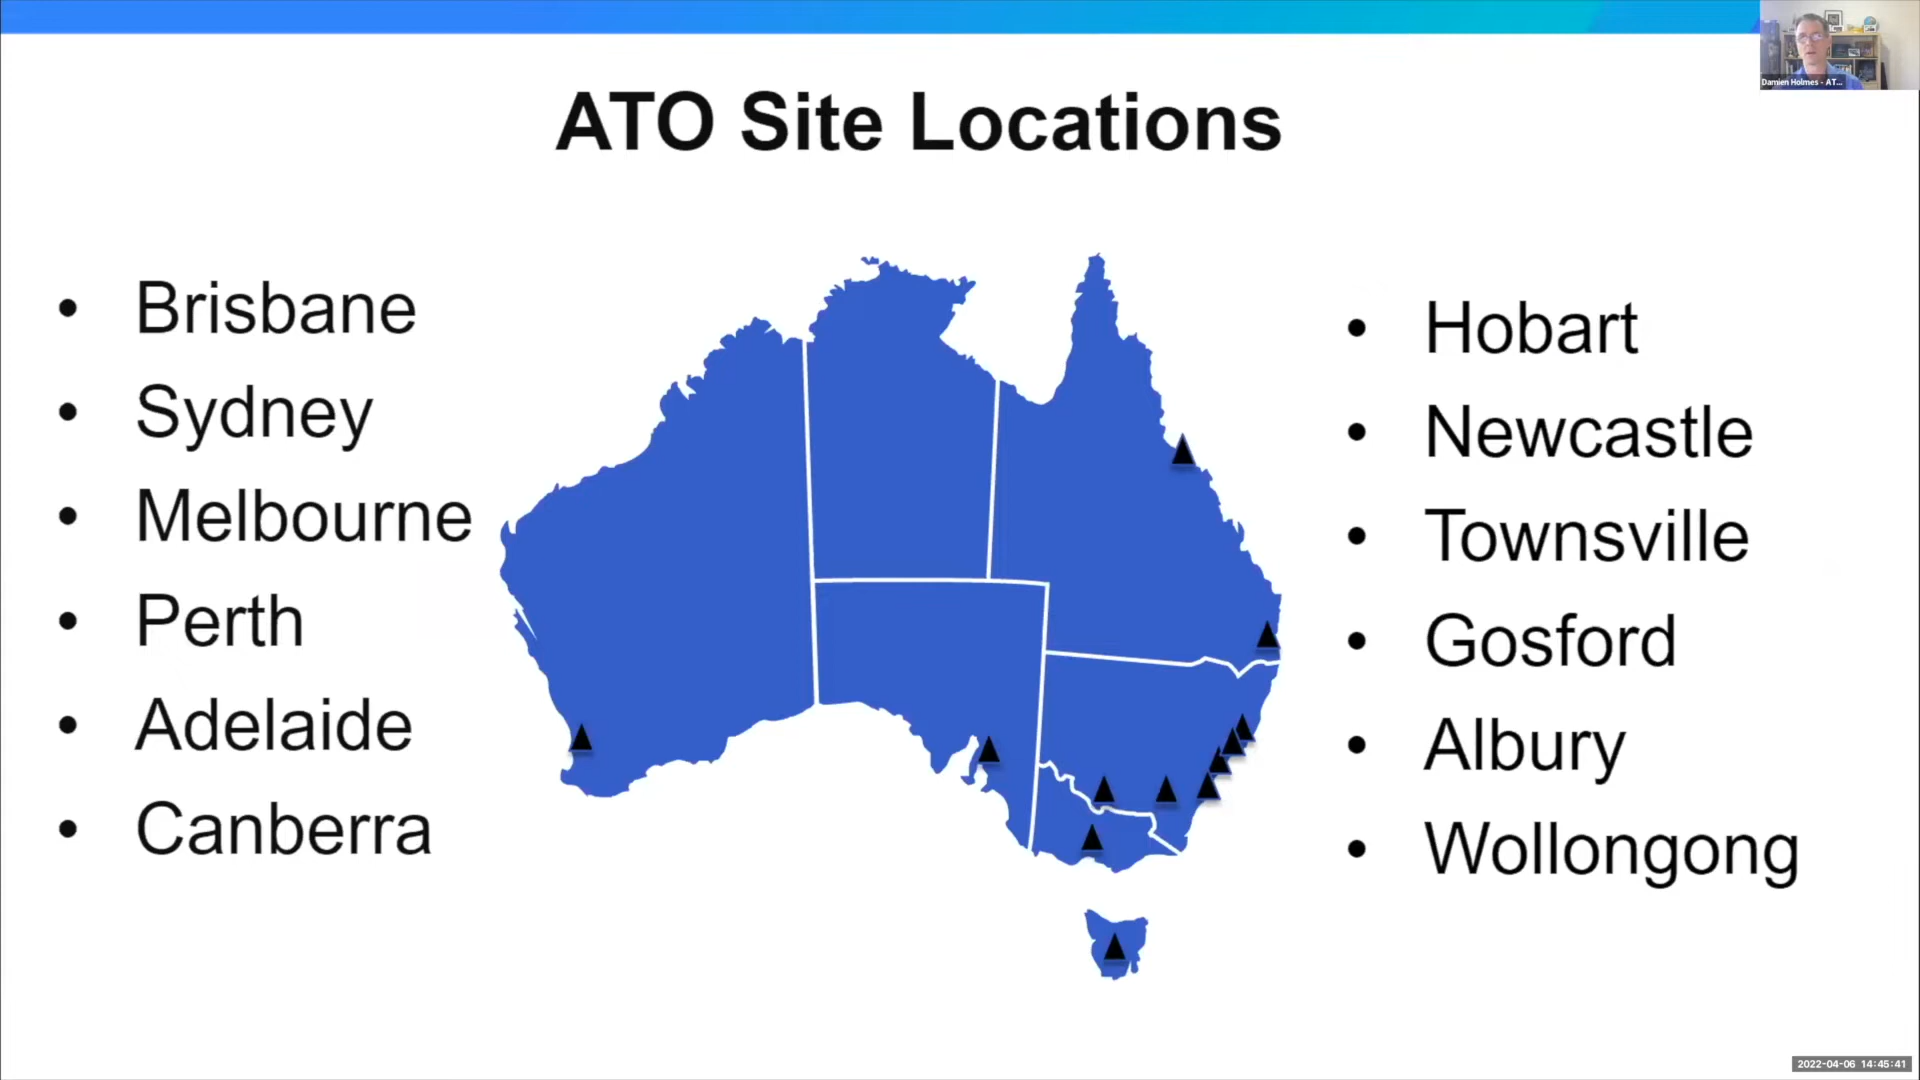 Damien Holmes - AT...
ATO Site Locations
• Brisbane
• Sydney
• Melbourne
• Perth
• Adelaide
• Canberra
• Hobart
• Newcastle
• Townsville
• Gosford
• Albury
• Wollongong
2022-04-06 14:45:41